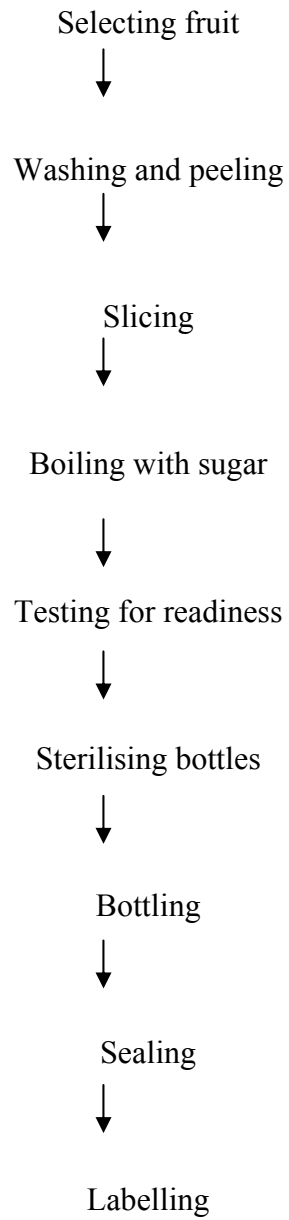 Selecting fruit
Washing and peeling
Slicing
Boiling with sugar
Testing for readiness
Sterilising bottles
Bottling
Sealing
Labelling